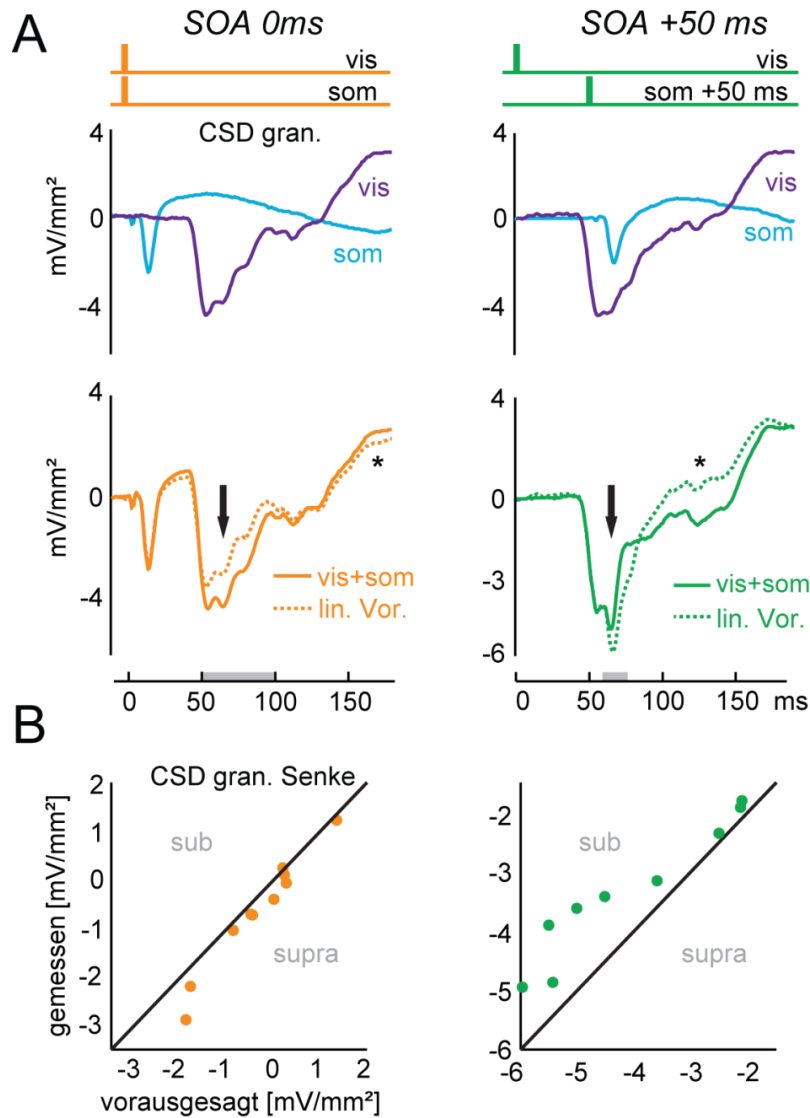 A
SOA 0ms
SOA +50 ms
vis
vis
som
som +50 ms
4
CSD gran.
4
vis
vis
0
0
som
som
-4
-4
mV/mm²
4
4
*
*
0
0
vis+som
vis+som
-4
-3
lin. Vor.
lin. Vor.
-6
mV/mm²
0
50
100
150
0
50
100
150
ms
B
2
CSD gran. Senke
1
-2
sub
sub
0
-3
-1
-4
supra
supra
-2
-5
-3
-6
gemessen [mV/mm²]
-3
-2
-1
0
1
2
-6
-5
-4
-3
-2
vorausgesagt [mV/mm²]